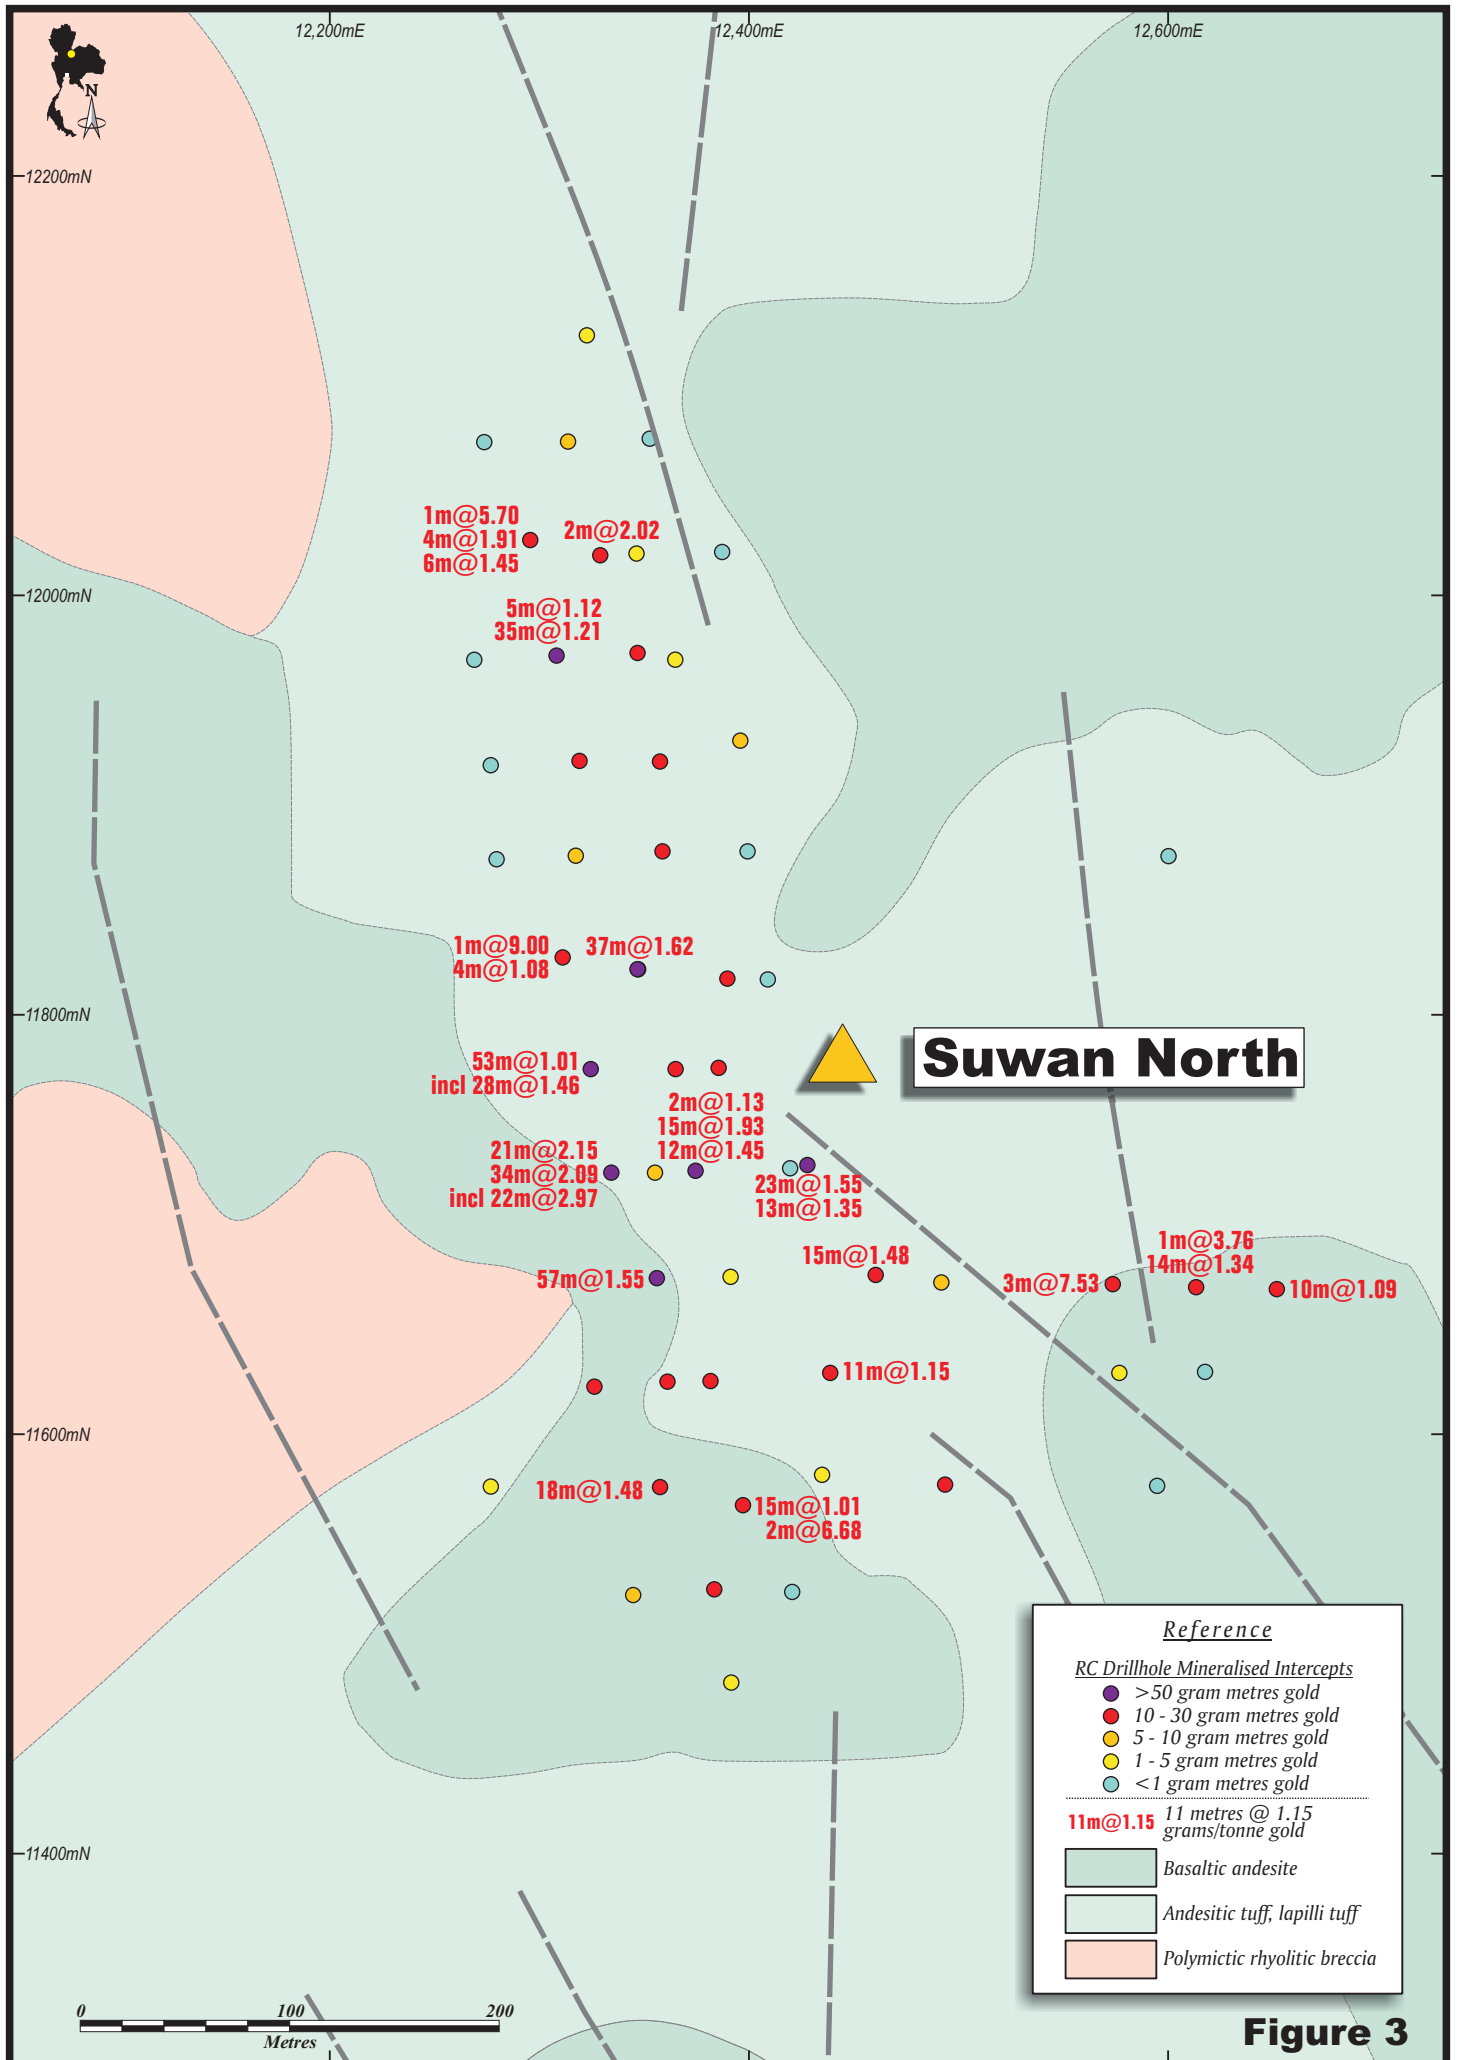 12,200mE
12,400mE
12,600mE
N
12200mN
1m@5.70
4m@1.91
6m@1.45
2m@2.02
12000mN
5m@1.12
35m@1.21
1m@9.00
4m@1.08
37m@1.62
11800mN
Suwan North
53m@1.01
incl 28m@1.46
2m@1.13
15m@1.93
12m@1.45
21m@2.15
34m@2.09
incl 22m@2.97
23m@1.55
13m@1.35
15m@1.48
1m@3.76
14m@1.34
57m@1.55
3m@7.53
10m@1.09
11m@1.15
11600mN
18m@1.48
15m@1.01
2m@6.68
Reference
RC Drillhole Mineralised Intercepts
>50 gram metres gold
10 - 30 gram metres gold
5 - 10 gram metres gold
1 - 5 gram metres gold
<1 gram metres gold
11m@1.15
11 metres @ 1.15
grams/tonne gold
11400mN
Basaltic andesite
Andesitic tuff, lapilli tuff
Polymictic rhyolitic breccia
0 100 200
Metres
Figure 3